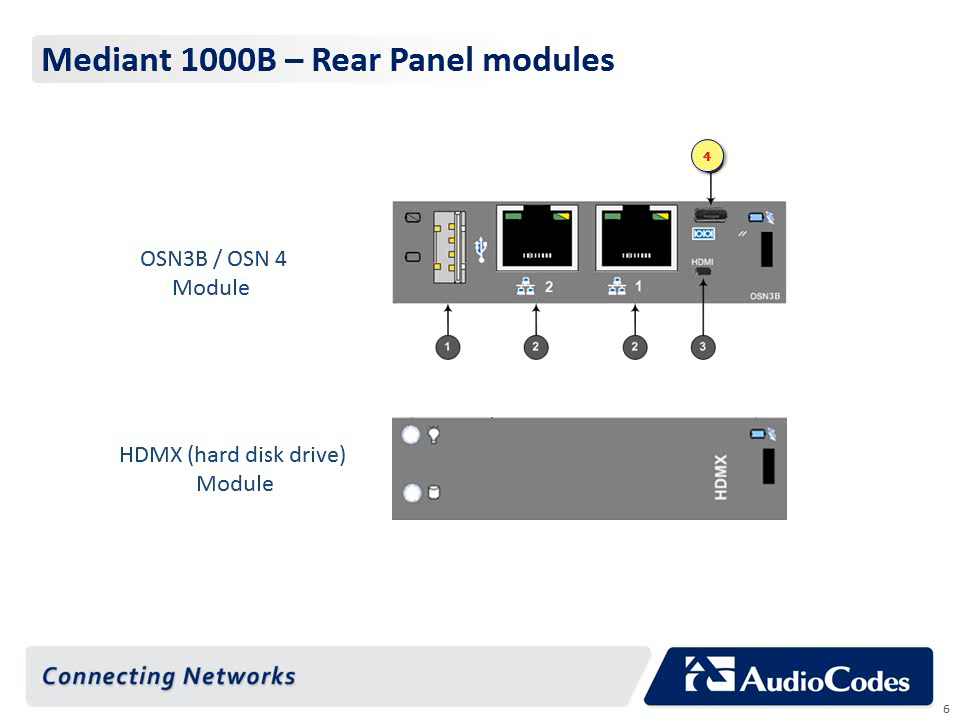 Mediant 1000B – Rear Panel modules
4
OSN3B / OSN 4
Module
HDMI
2
1
OSN3B
1
2
2
3
HDMX (hard disk drive)
Module
HDMX
Connecting Networks
AudioCodes
6